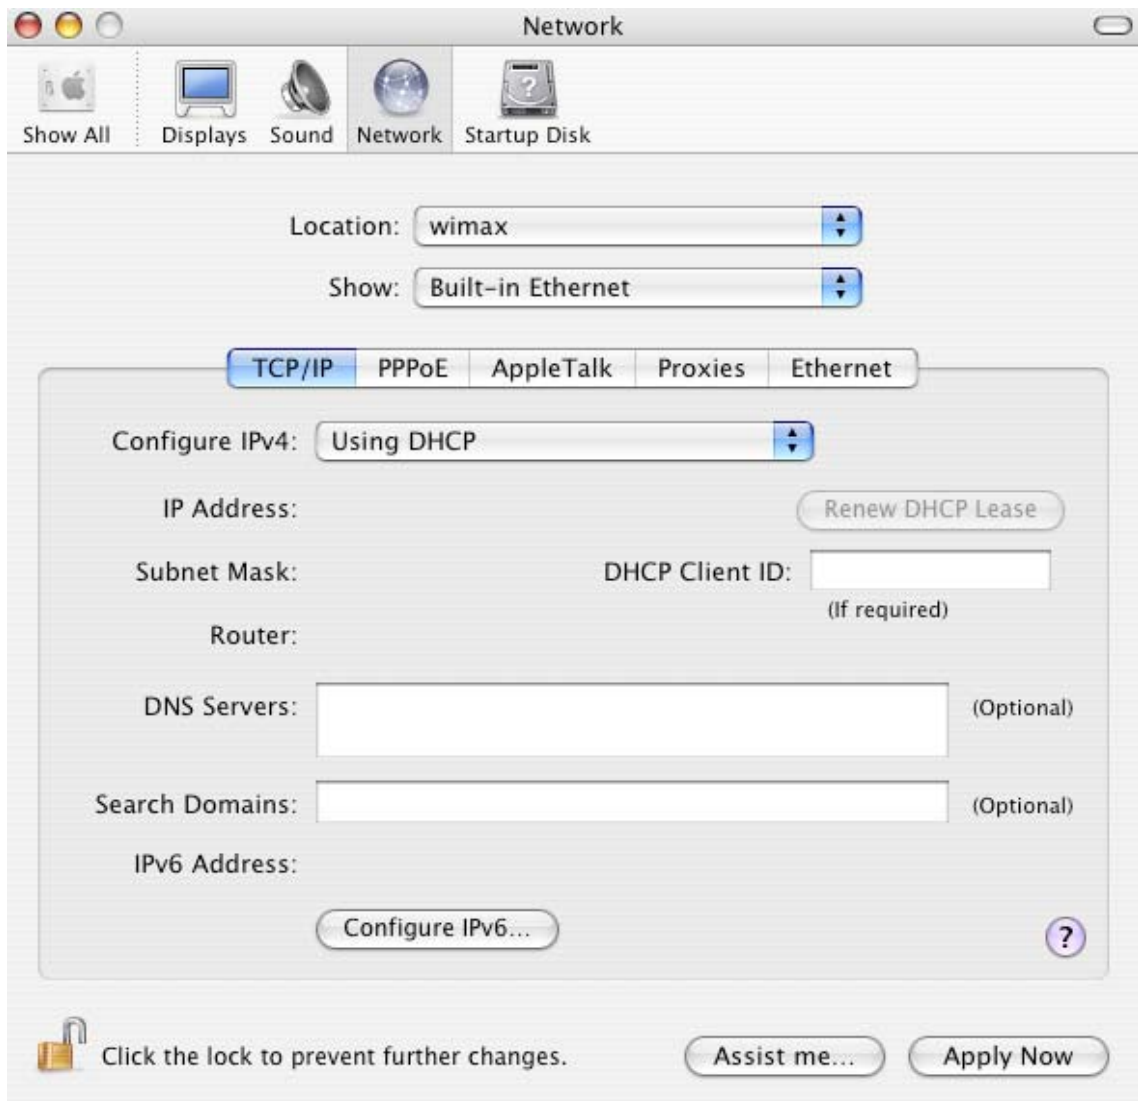 Network
Show All Displays Sound Network Startup Disk
Location: wimax
Show: Built-in Ethernet
TCP/IP PPPoE AppleTalk Proxies Ethernet
Configure IPv4: Using DHCP
IP Address: Renew DHCP Lease
Subnet Mask: DHCP Client ID:
(If required)
Router:
DNS Servers: (Optional)
Search Domains: (Optional)
IPv6 Address:
Configure IPv6...
?
Click the lock to prevent further changes. Assist me... Apply Now